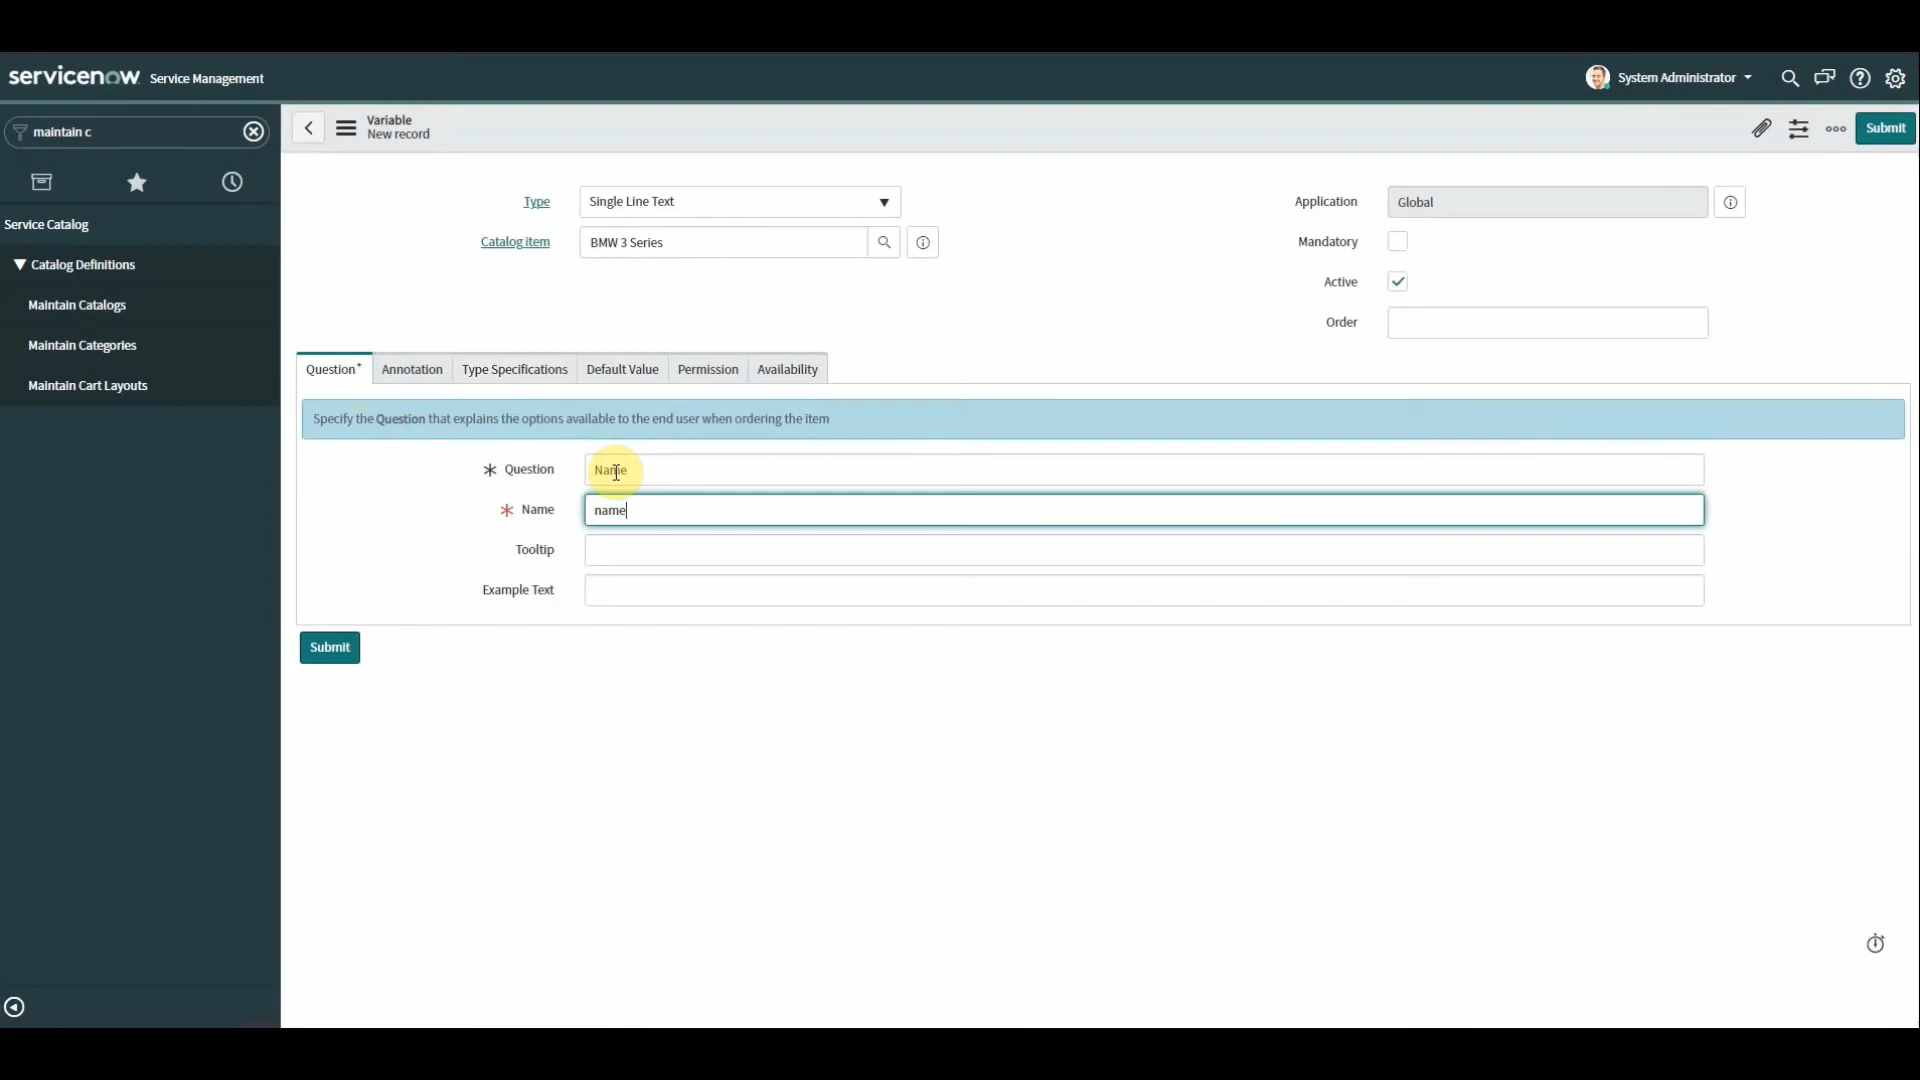 servicenow Service Management
System Administrator
maintain c
Variable
New record
Submit
Service Catalog
Catalog Definitions
Maintain Catalogs
Maintain Categories
Maintain Cart Layouts
Type Single Line Text
Application Global
Catalog item BMW 3 Series
Mandatory
Active
Order
Question* Annotation Type Specifications Default Value Permission Availability
Specify the Question that explains the options available to the end user when ordering the item
Question Name
Name name
Tooltip
Example Text
Submit